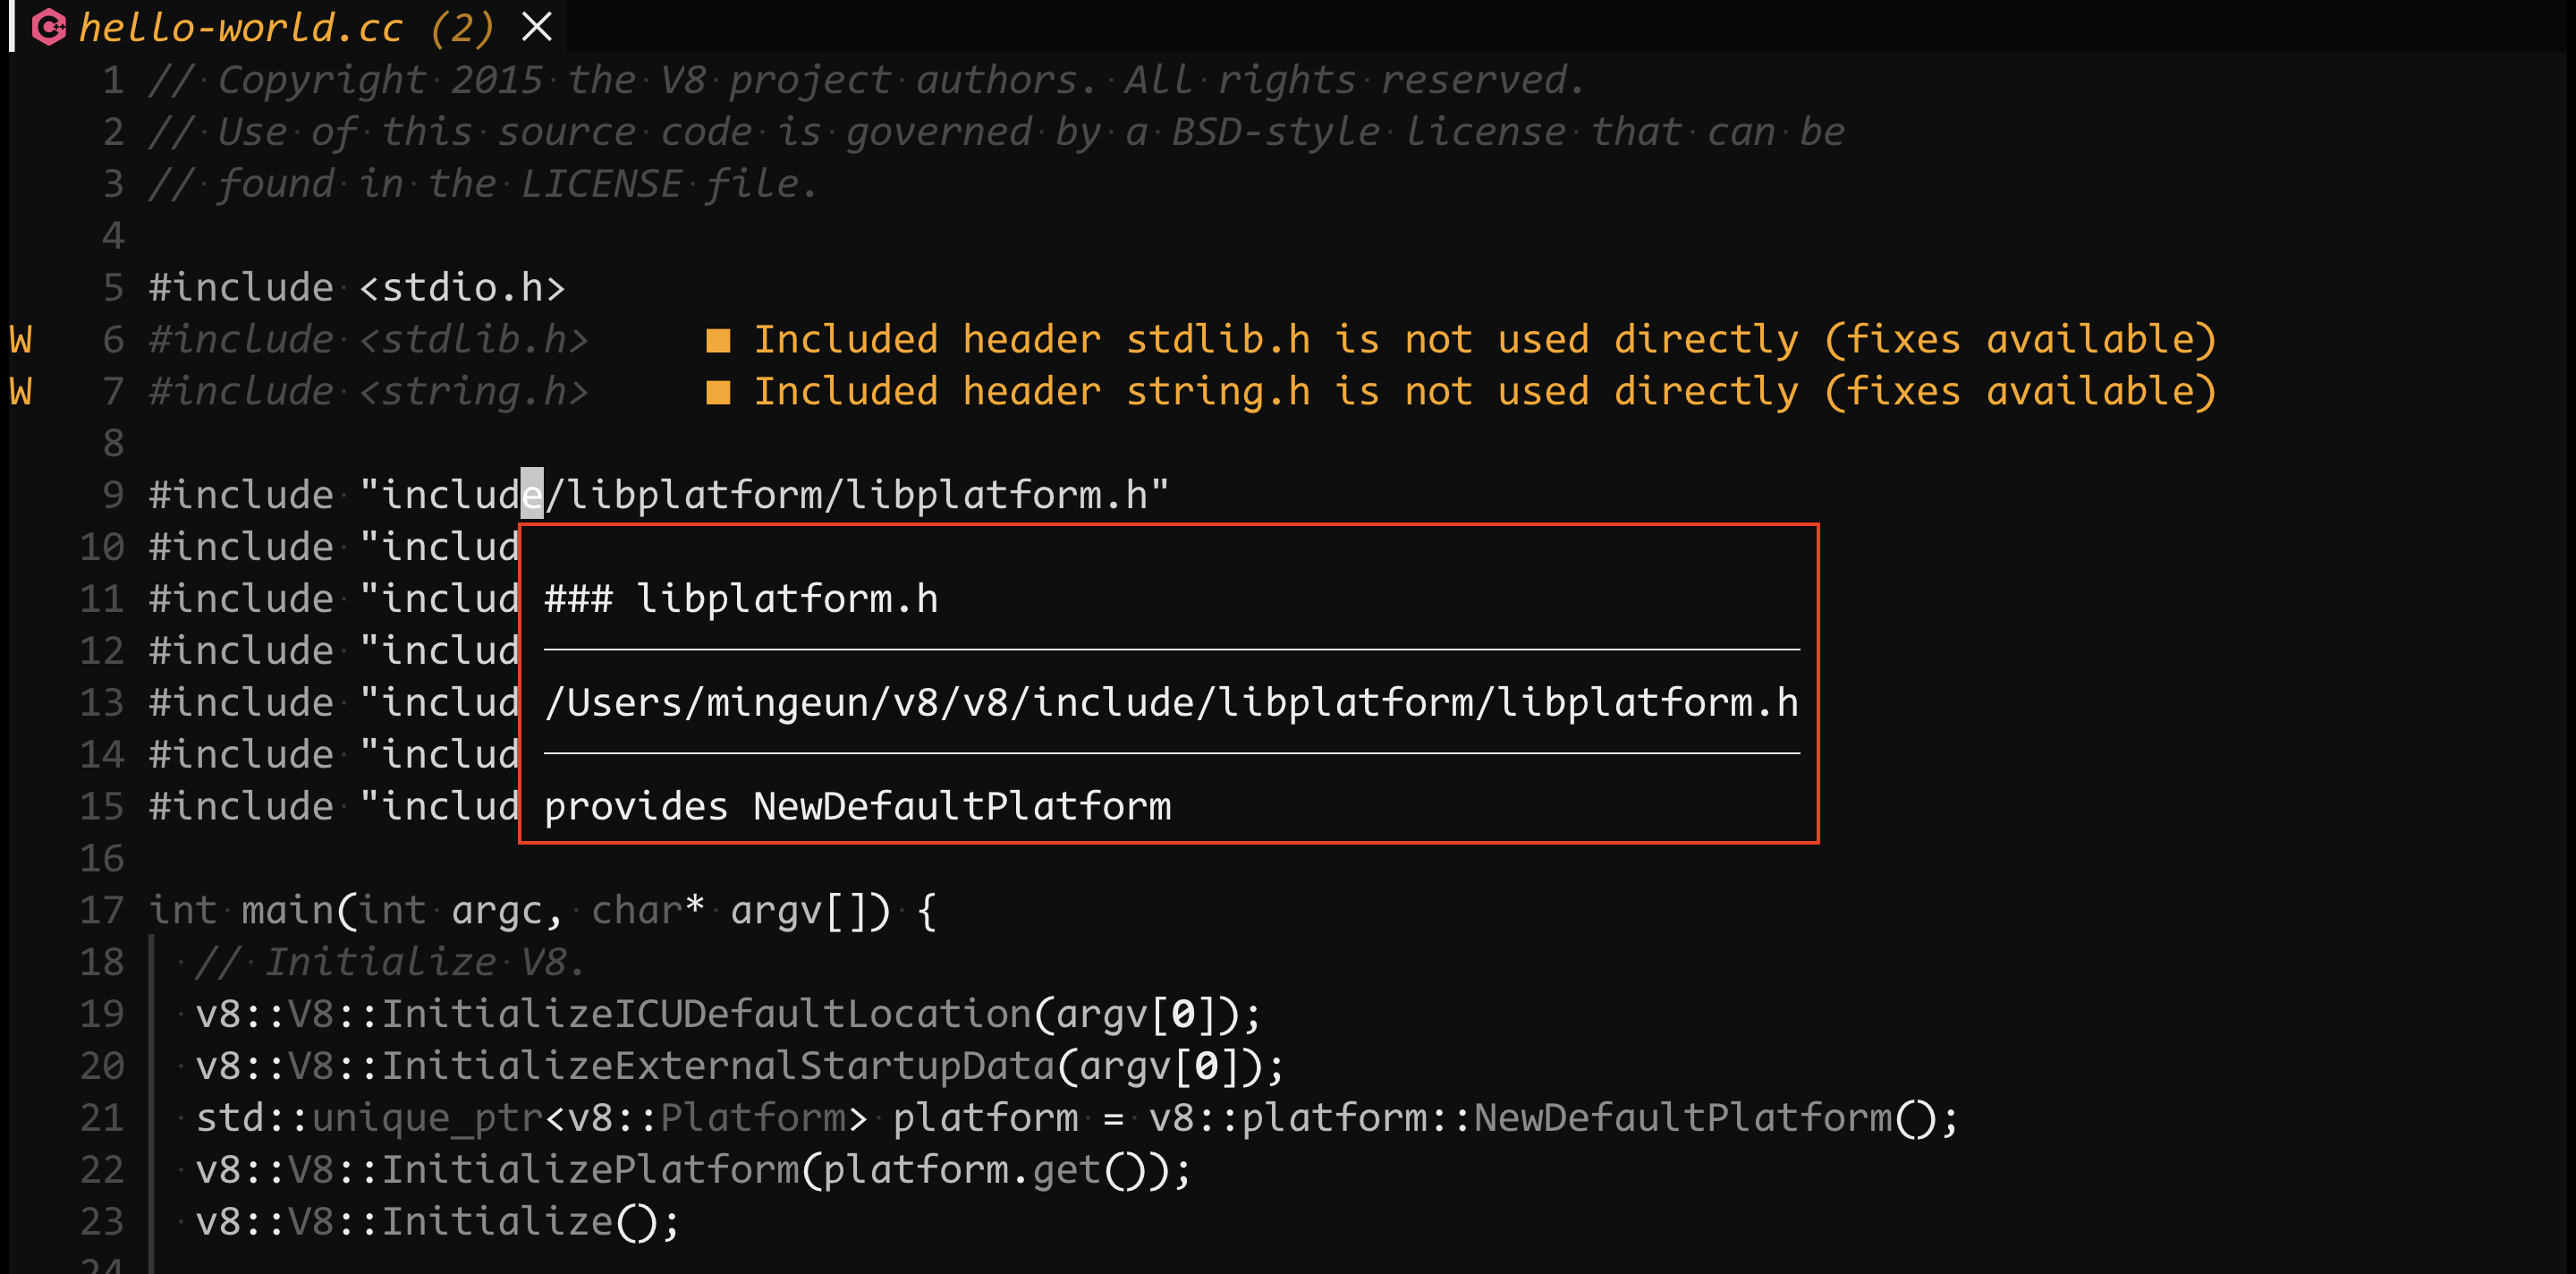 hello-world.cc (2) ×
1 // Copyright 2015 the V8 project authors. All rights reserved.
2 // Use of this source code is governed by a BSD-style license that can be
3 // found in the LICENSE file.
4
5 #include <stdio.h>
W 6 #include <stdlib.h> ■ Included header stdlib.h is not used directly (fixes available)
W 7 #include <string.h> ■ Included header string.h is not used directly (fixes available)
8
9 #include "include/libplatform/libplatform.h"
10 #include "includ
11 #include "includ ### libplatform.h
12 #include "includ
13 #include "includ /Users/mingeun/v8/v8/include/libplatform/libplatform.h
14 #include "includ
15 #include "includ provides NewDefaultPlatform
16
17 int main(int argc, char* argv[]) {
18 // Initialize V8.
19 v8::V8::InitializeICUDefaultLocation(argv[0]);
20 v8::V8::InitializeExternalStartupData(argv[0]);
21 std::unique_ptr<v8::Platform> platform = v8::platform::NewDefaultPlatform();
22 v8::V8::InitializePlatform(platform.get());
23 v8::V8::Initialize();
24